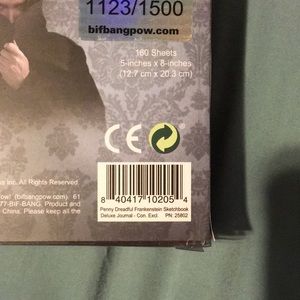 1123/1500
bifbangpow.com
160 Sheets
5-inches x 8-inches
(12.7 cm x 20.3 cm)
CE
Inc. All Rights Reserved.
(bifbangpow.com) 61
77-BIF-BANG. Product and
China. Please keep all the
8 40417 10205 4
Penny Dreadful Frankenstein Sketchbook
Deluxe Journal - Con. Excl. PN: 25802